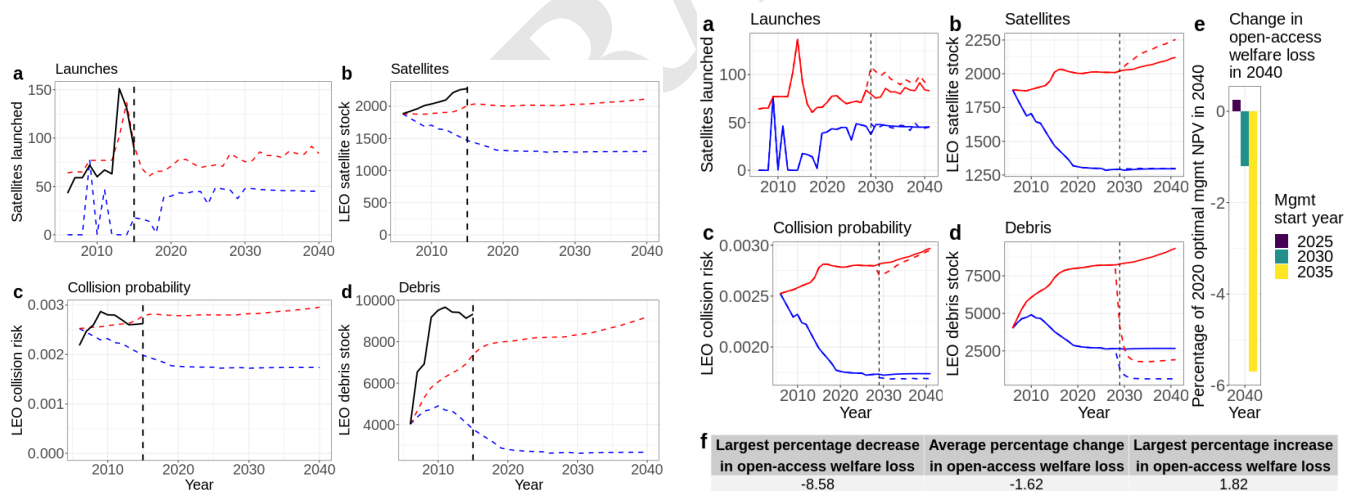 a Launches
Satellites launched
150
100
50
0
2010 2020 2030 2040
b Satellites
LEO satellite stock
2000
1500
1000
500
0
2010 2020 2030 2040
c Collision probability
LEO collision risk
0.003
0.002
0.001
0.000
2010 2020 2030 2040
Year
d Debris
LEO debris stock
10000
8000
6000
4000
2010 2020 2030 2040
Year
a Launches
Satellites launched
100
50
0
2010 2020 2030 2040
b Satellites
LEO satellite stock
2250
2000
1750
1500
1250
2010 2020 2030 2040
c Collision probability
LEO collision risk
0.0030
0.0025
0.0020
2010 2020 2030 2040
Year
d Debris
LEO debris stock
7500
5000
2500
2010 2020 2030 2040
Year
e Change in
open-access
welfare loss
in 2040
Percentage of 2020 optimal mgmt NPV in 2040
0
-2
-4
-6
2040
Year
Mgmt
start year
2025
2030
2035
f
Largest percentage decrease Average percentage change Largest percentage increase
in open-access welfare loss in open-access welfare loss in open-access welfare loss
-8.58 -1.62 1.82